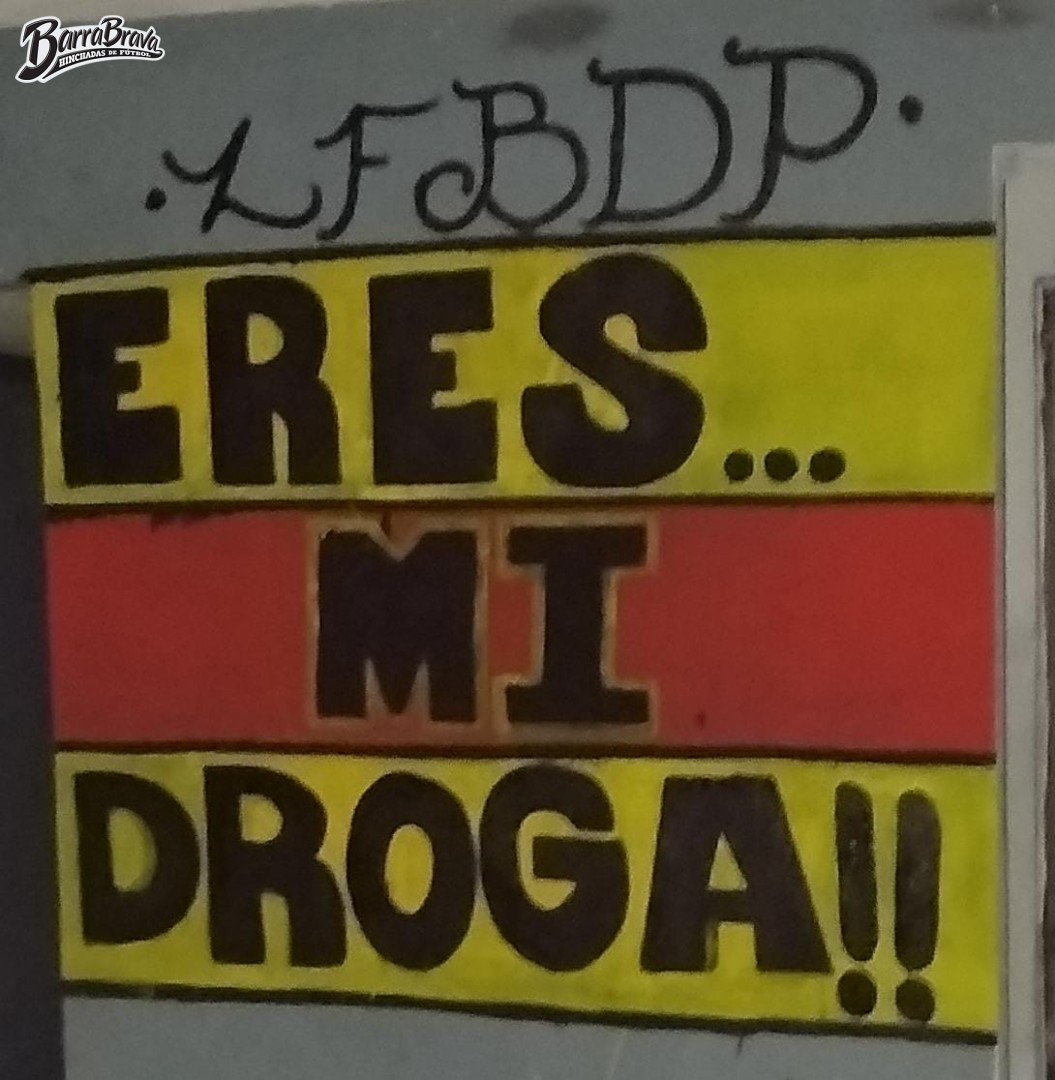 BarraBrava
HINCHADAS DE FÚTBOL
.LFBDP.
ERES...
MI
DROGA!!